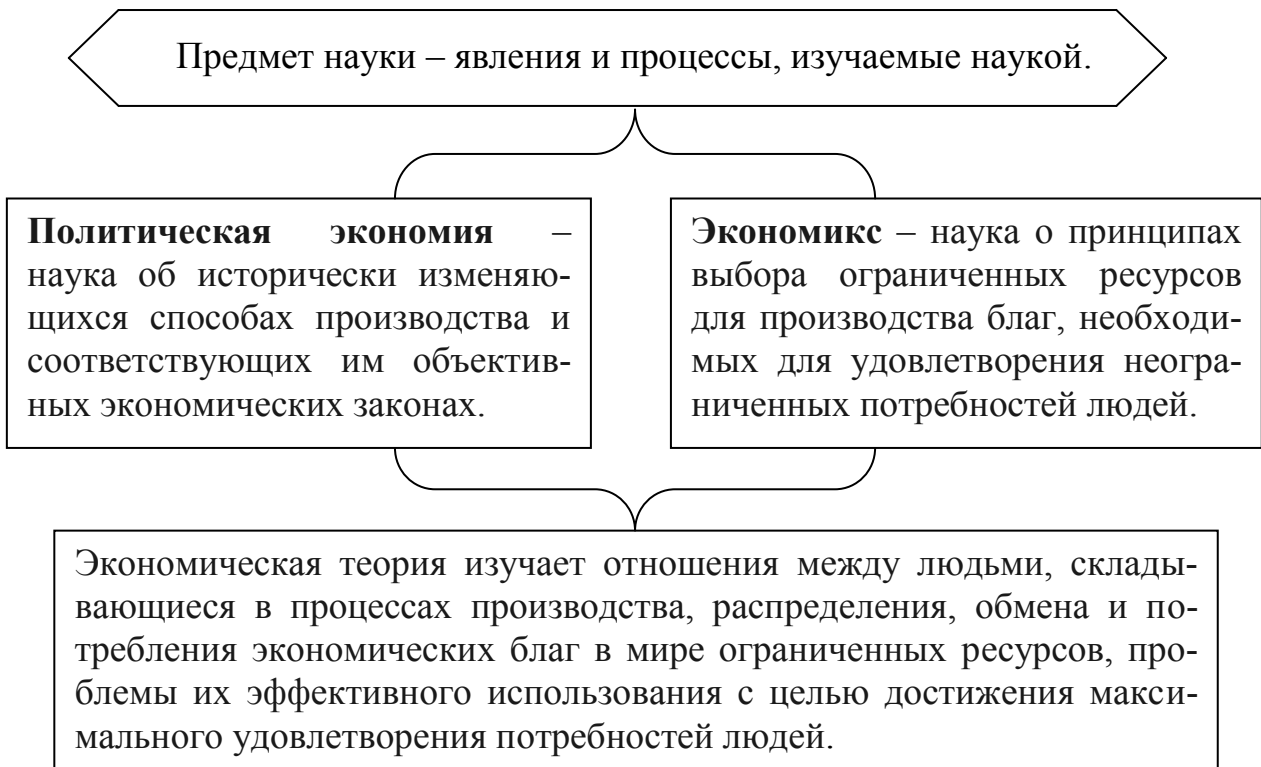 Предмет науки – явления и процессы, изучаемые наукой.
Политическая экономия –
наука об исторически изменяю-
щихся способах производства и
соответствующих им объектив-
ных экономических законах.
Экономикс – наука о принципах
выбора ограниченных ресурсов
для производства благ, необходи-
мых для удовлетворения неогра-
ниченных потребностей людей.
Экономическая теория изучает отношения между людьми, склады-
вающиеся в процессах производства, распределения, обмена и по-
требления экономических благ в мире ограниченных ресурсов, про-
блемы их эффективного использования с целью достижения макси-
мального удовлетворения потребностей людей.